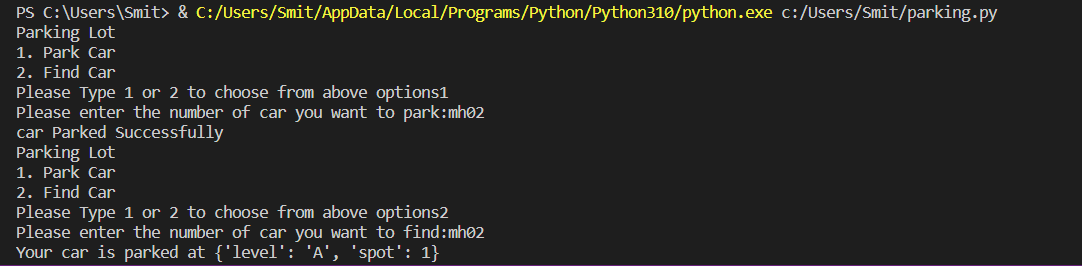 PS C:\Users\Smit> & C:/Users/Smit/AppData/Local/Programs/Python/Python310/python.exe c:/Users/Smit/parking.py
Parking Lot
1. Park Car
2. Find Car
Please Type 1 or 2 to choose from above options1
Please enter the number of car you want to park:mh02
car Parked Successfully
Parking Lot
1. Park Car
2. Find Car
Please Type 1 or 2 to choose from above options2
Please enter the number of car you want to find:mh02
Your car is parked at {'level': 'A', 'spot': 1}